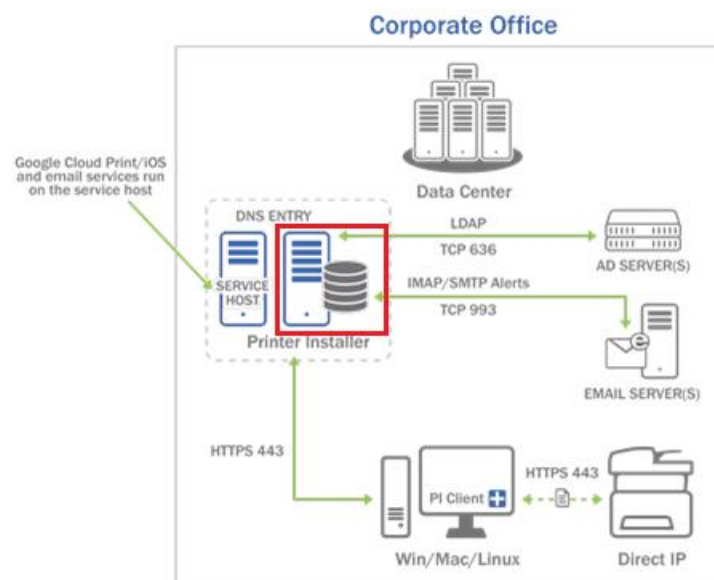 Corporate Office
Data Center
Google Cloud Print/iOS
and email services run
on the service host
DNS ENTRY
SERVICE
HOST
Printer Installer
LDAP
TCP 636
AD SERVER(S)
IMAP/SMTP Alerts
TCP 993
e
EMAIL SERVER(S)
HTTPS 443
PI Client
HTTPS 443
Win/Mac/Linux
Direct IP